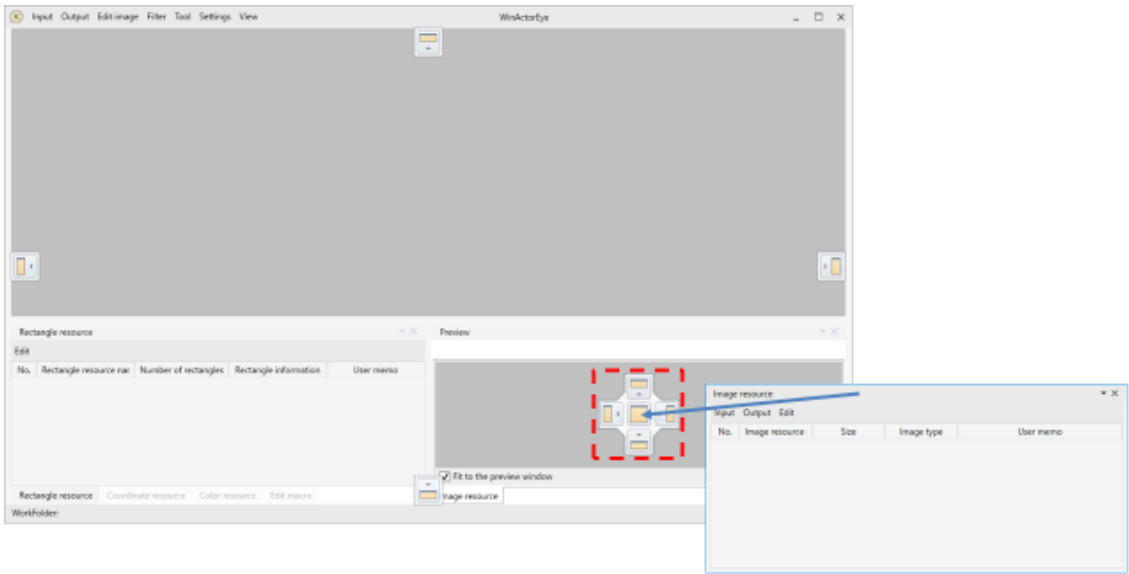 Input Output Edit image Filter Tool Settings View WinActorEye
Rectangle resource
Edit
No. Rectangle resource nar Number of rectangles Rectangle information User memo
Rectangle resource Coordinate resource Color resource Edit macro
WorkFolder:
Preview
Fit to the preview window
mage resource
Image resource
Input Output Edit
No. Image resource Size Image type User memo